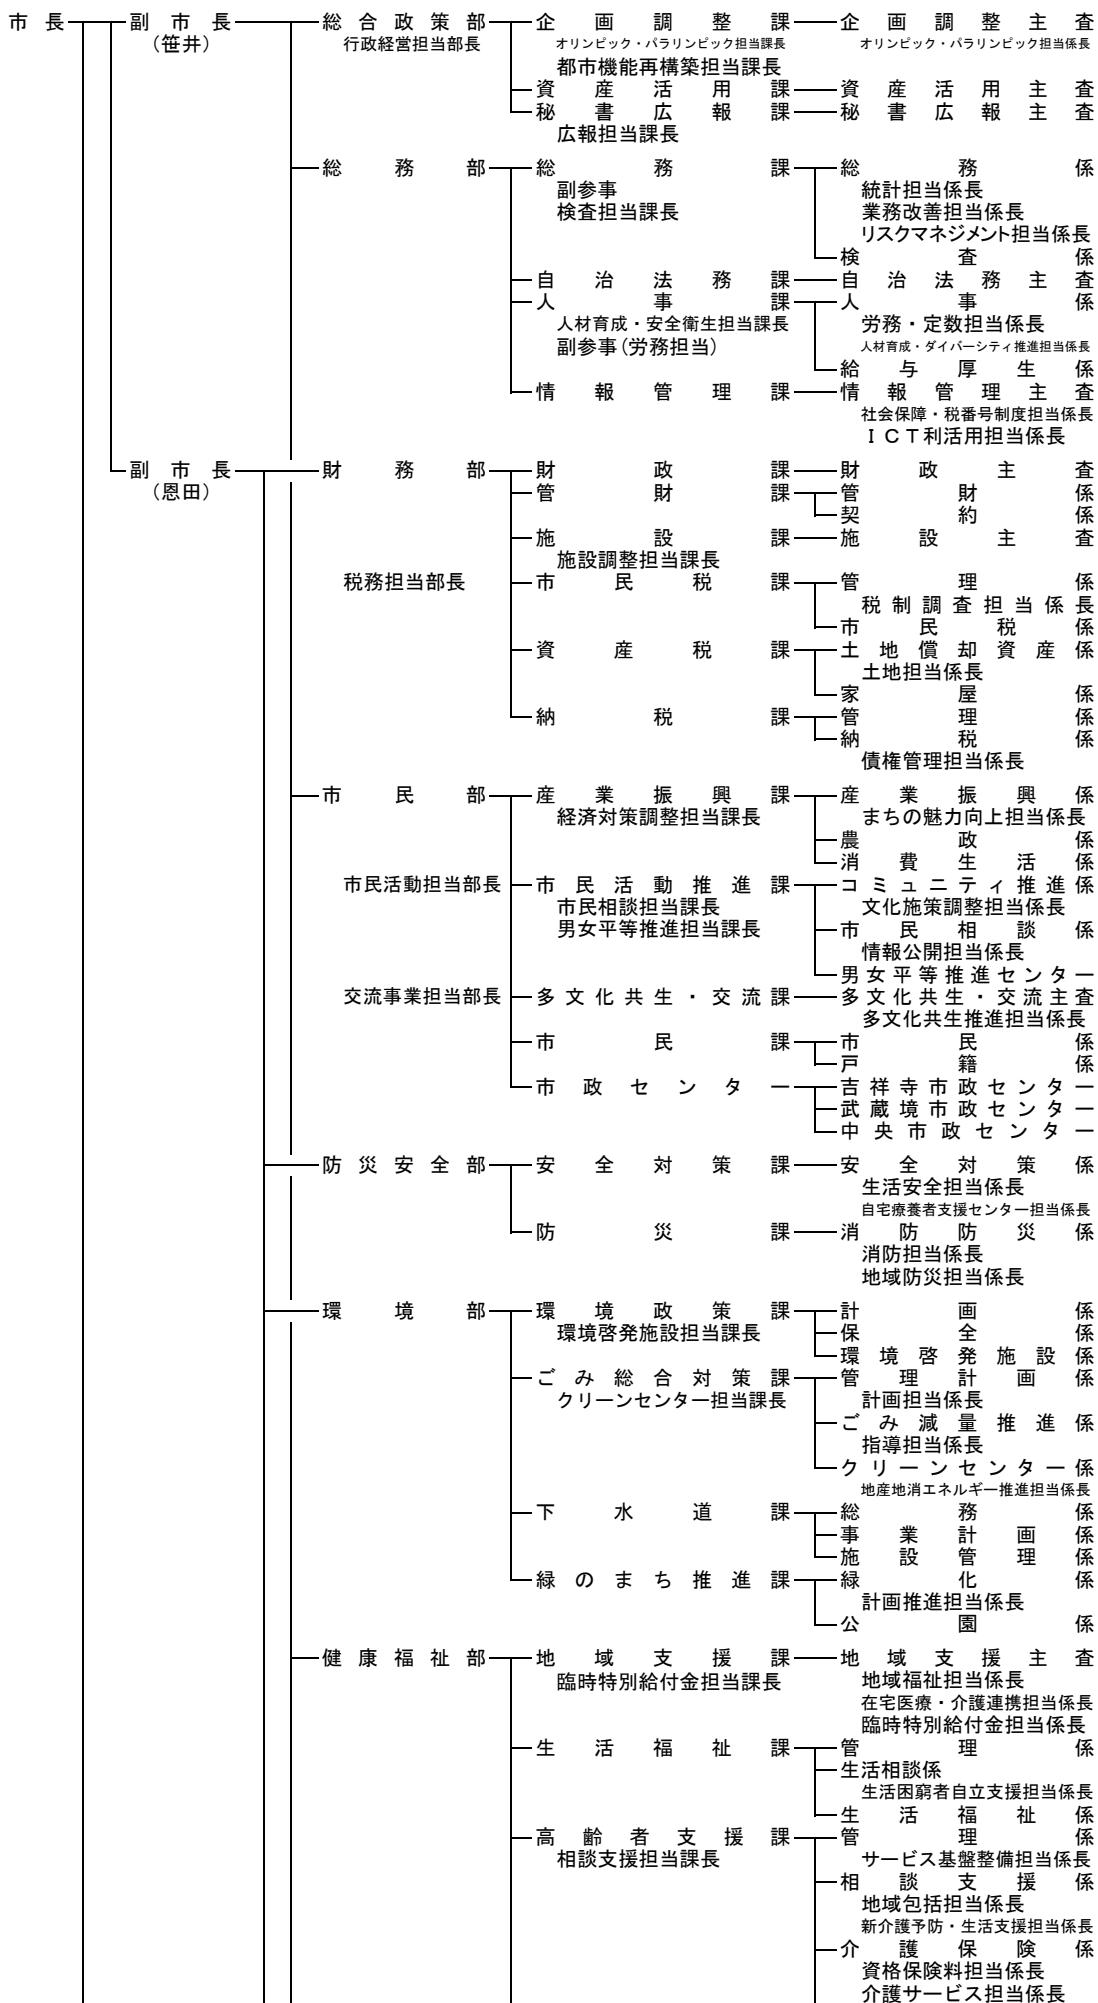 市長 副市長 総合政策部 企画調整課 企画調整主査
(笹井) 行政経営担当部長 オリンピック・パラリンピック担当課長 オリンピック・パラリンピック担当係長
都市機能再構築担当課長
資産活用課 資産活用主査
秘書広報課 秘書広報主査
広報担当課長
総務部 総務課 総務係
副参事 統計担当係長
検査担当課長 業務改善担当係長
リスクマネジメント担当係長
検査係
自治法務課 自治法務主査
人事課 人事係
人材育成・安全衛生担当課長 労務・定数担当係長
副参事(労務担当) 人材育成・ダイバーシティ推進担当係長
給与厚生係
情報管理課 情報管理主査
社会保障・税番号制度担当係長
ICT利活用担当係長
副市長 財務部 財政課 財政主査
(恩田) 管財課 管財係
契約係
施設課 施設主査
施設調整担当課長
税務担当部長 市民税課 管理係
税制調査担当係長
市民税係
資産税課 土地償却資産係
土地担当係長
家屋係
納税課 管理係
納税係
債権管理担当係長
市民部 産業振興課 産業振興係
経済対策調整担当課長 まちの魅力向上担当係長
農政係
消費生活係
市民活動担当部長 市民活動推進課 コミュニティ推進係
市民相談担当課長 文化施策調整担当係長
男女平等推進担当課長 市民相談係
情報公開担当係長
男女平等推進センター
交流事業担当部長 多文化共生・交流課 多文化共生・交流主査
多文化共生推進担当係長
市民課 市民係
戸籍係
市政センター 吉祥寺市政センター
武蔵境市政センター
中央市政センター
防災安全部 安全対策課 安全対策係
生活安全担当係長
自宅療養者支援センター担当係長
防災課 消防防災係
消防担当係長
地域防災担当係長
環境部 環境政策課 計画係
環境啓発施設担当課長 保全係
環境啓発施設係
ごみ総合対策課 管理計画係
クリーンセンター担当課長 計画担当係長
ごみ減量推進係
指導担当係長
クリーンセンター係
地産地消エネルギー推進担当係長
下水道課 総務係
事業計画係
施設管理係
緑のまち推進課 緑化係
計画推進担当係長
公園係
健康福祉部 地域支援課 地域支援主査
臨時特別給付金担当課長 地域福祉担当係長
在宅医療・介護連携担当係長
臨時特別給付金担当係長
生活福祉課 管理係
生活相談係
生活困窮者自立支援担当係長
生活福祉係
高齢者支援課 管理係
相談支援担当課長 サービス基盤整備担当係長
相談支援係
地域包括担当係長
新介護予防・生活支援担当係長
介護保険係
資格保険料担当係長
介護サービス担当係長